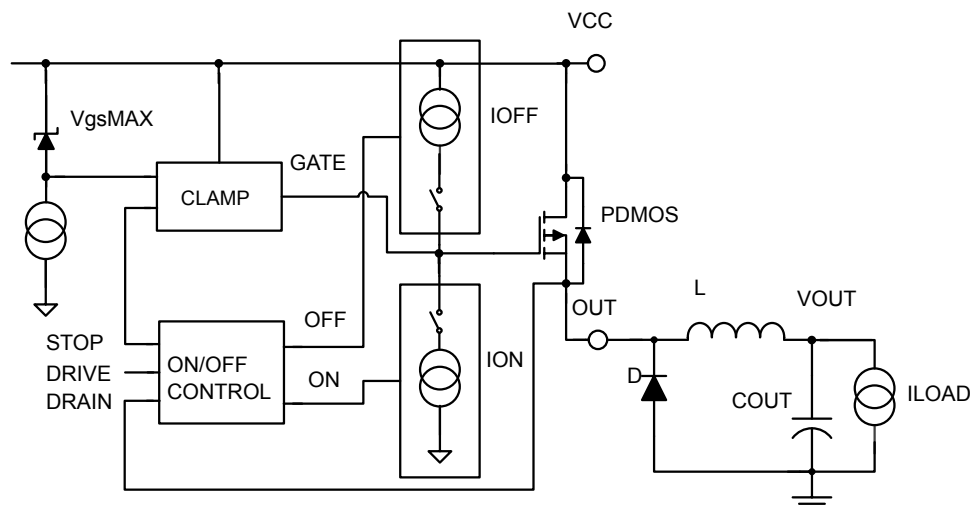 VCC
VgsMAX
IOFF
GATE
CLAMP
PDMOS
L
VOUT
OUT
OFF
STOP
DRIVE
DRAIN
ON/OFF
CONTROL
ON
ION
D
COUT
ILOAD